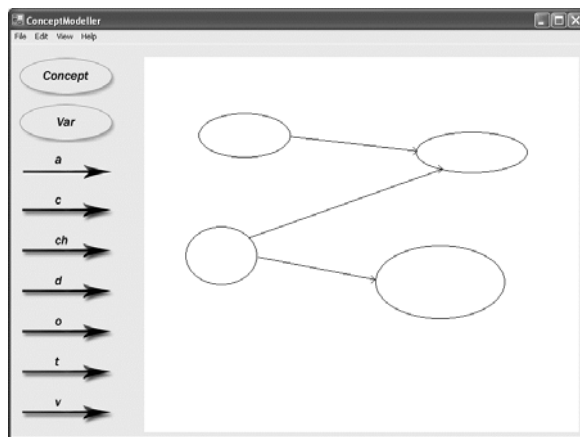 ConceptModeller
File Edit View Help
Concept
Var
a
c
ch
d
o
t
v